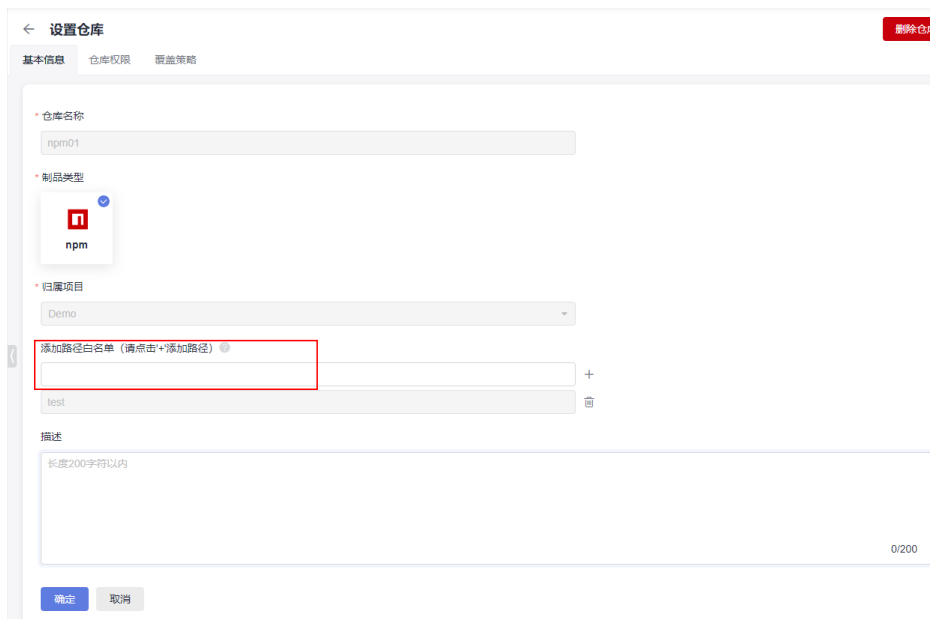 ← 设置仓库
删除仓
基本信息 仓库权限 覆盖策略
* 仓库名称
npm01
* 制品类型
npm
* 归属项目
Demo
添加路径白名单（请点击'+'添加路径） ?
+
test
描述
长度200字符以内
0/200
确定 取消